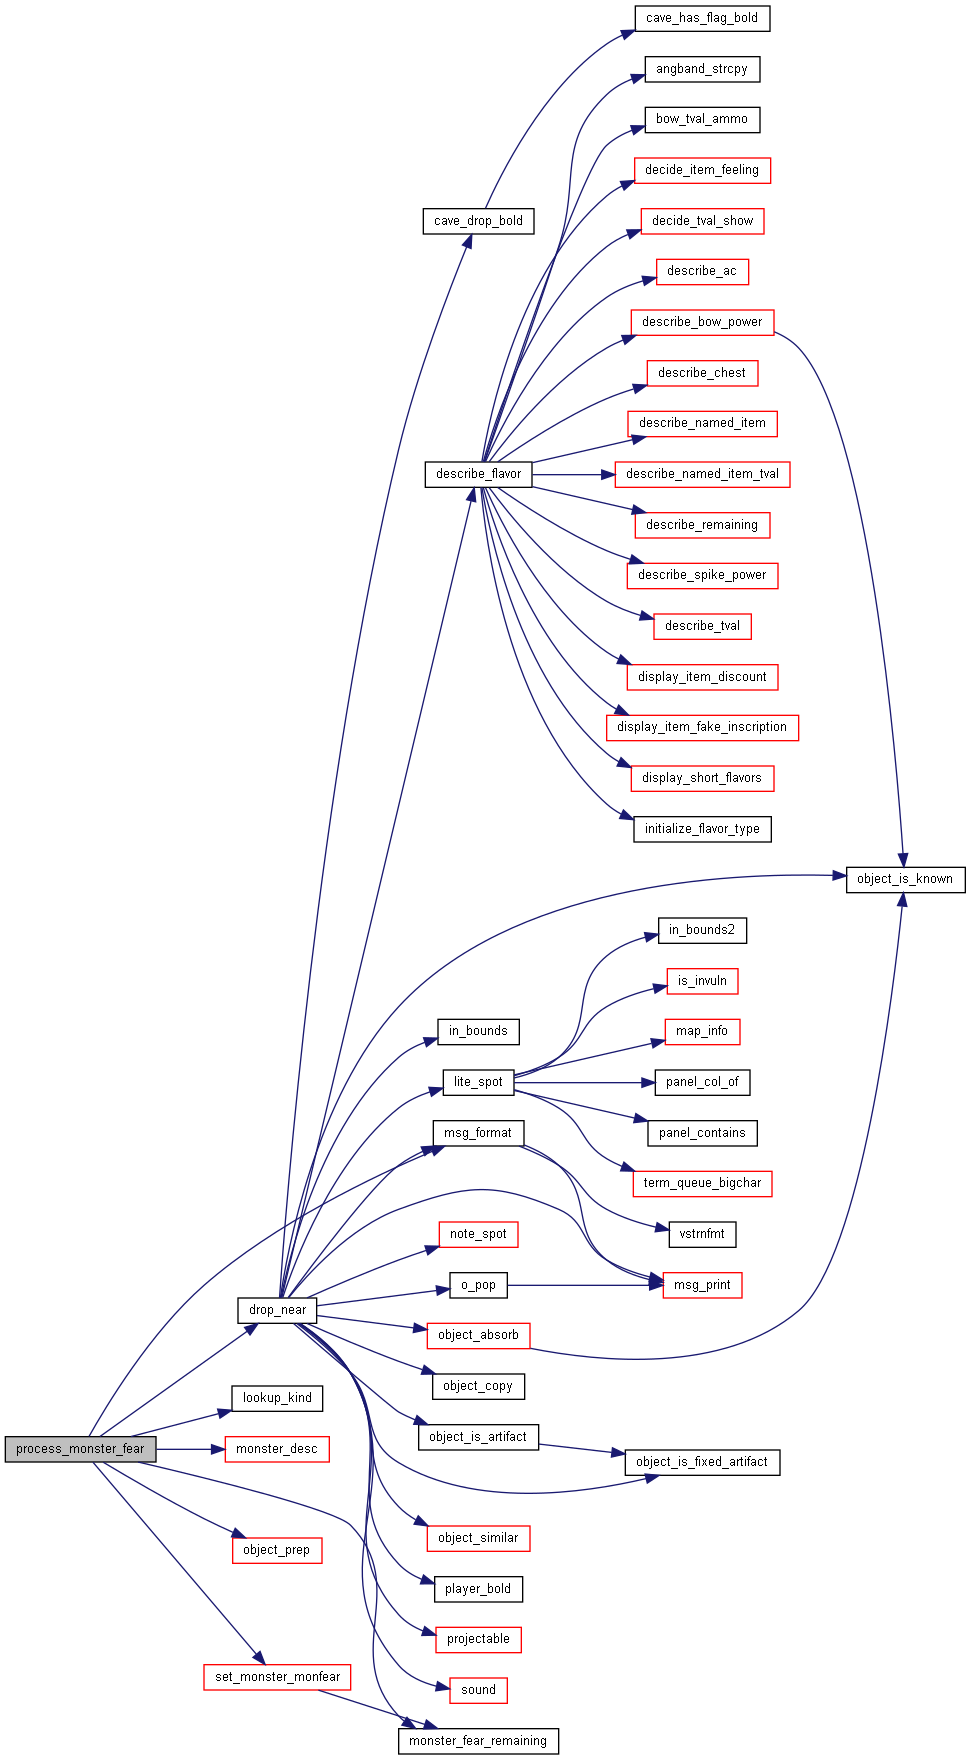 cave_has_flag_bold
angband_strcpy
bow_tval_ammo
decide_item_feeling
cave_drop_bold
decide_tval_show
describe_ac
describe_bow_power
describe_chest
describe_named_item
describe_flavor
describe_named_item_tval
describe_remaining
describe_spike_power
describe_tval
display_item_discount
display_item_fake_inscription
display_short_flavors
initialize_flavor_type
object_is_known
in_bounds2
is_invuln
in_bounds
map_info
lite_spot
panel_col_of
msg_format
panel_contains
term_queue_bigchar
note_spot
vstrnfmt
o_pop
msg_print
drop_near
object_absorb
object_copy
lookup_kind
object_is_artifact
process_monster_fear
monster_desc
object_is_fixed_artifact
object_similar
object_prep
player_bold
projectable
set_monster_monfear
sound
monster_fear_remaining